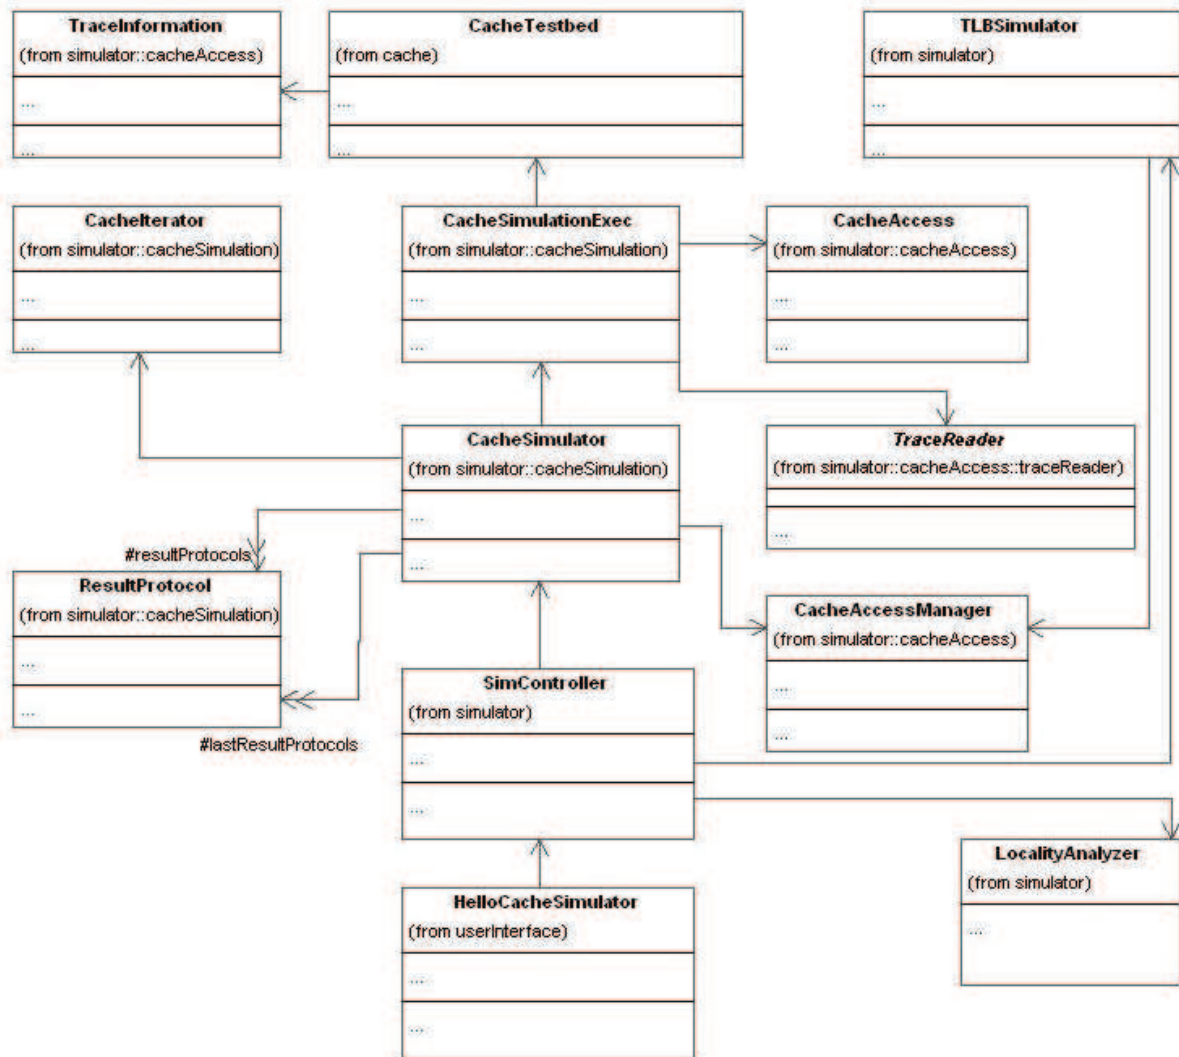 TraceInformation
(from simulator::cacheAccess)
...
...
CacheTestbed
(from cache)
...
...
TLBSimulator
(from simulator)
...
...
CacheIterator
(from simulator::cacheSimulation)
...
...
CacheSimulationExec
(from simulator::cacheSimulation)
...
...
CacheAccess
(from simulator::cacheAccess)
...
...
CacheSimulator
(from simulator::cacheSimulation)
...
...
TraceReader
(from simulator::cacheAccess::traceReader)
...
#resultProtocols
ResultProtocol
(from simulator::cacheSimulation)
...
...
#lastResultProtocols
CacheAccessManager
(from simulator::cacheAccess)
...
...
SimController
(from simulator)
...
...
LocalityAnalyzer
(from simulator)
...
HelloCacheSimulator
(from userInterface)
...
...